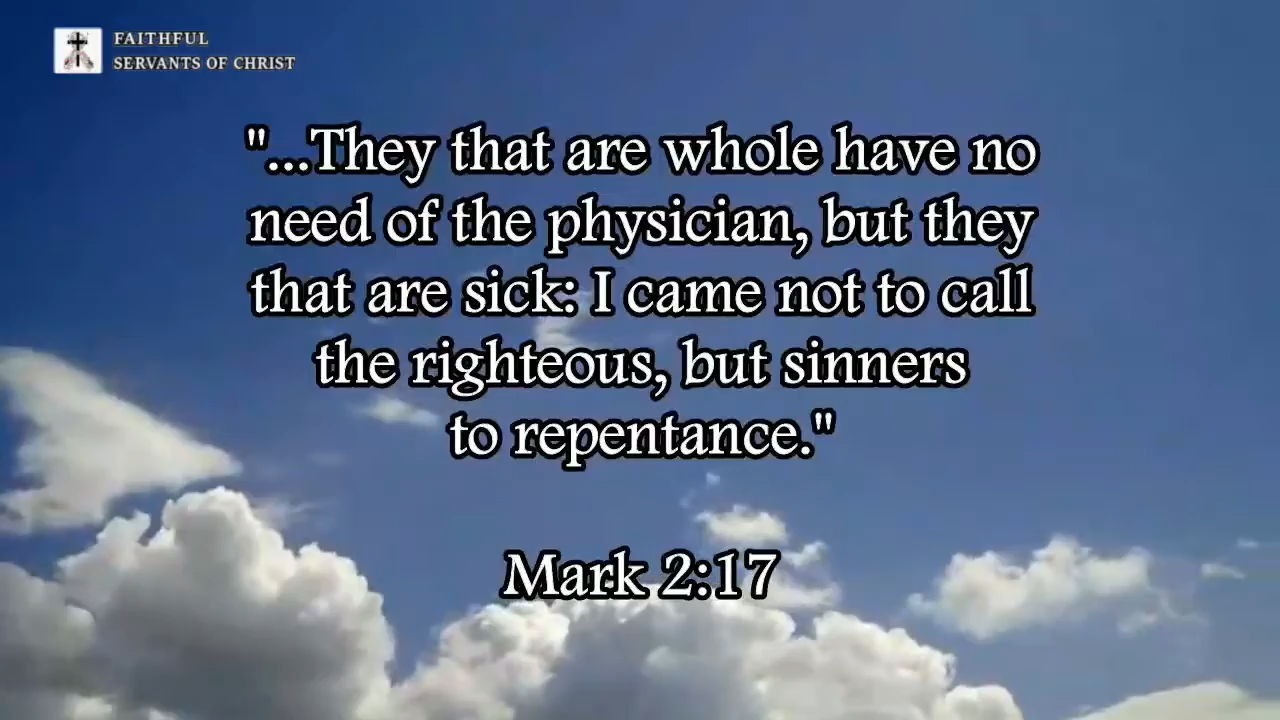 FAITHFUL
SERVANTS OF CHRIST
"...They that are whole have no
need of the physician, but they
that are sick: I came not to call
the righteous, but sinners
to repentance."
Mark 2:17